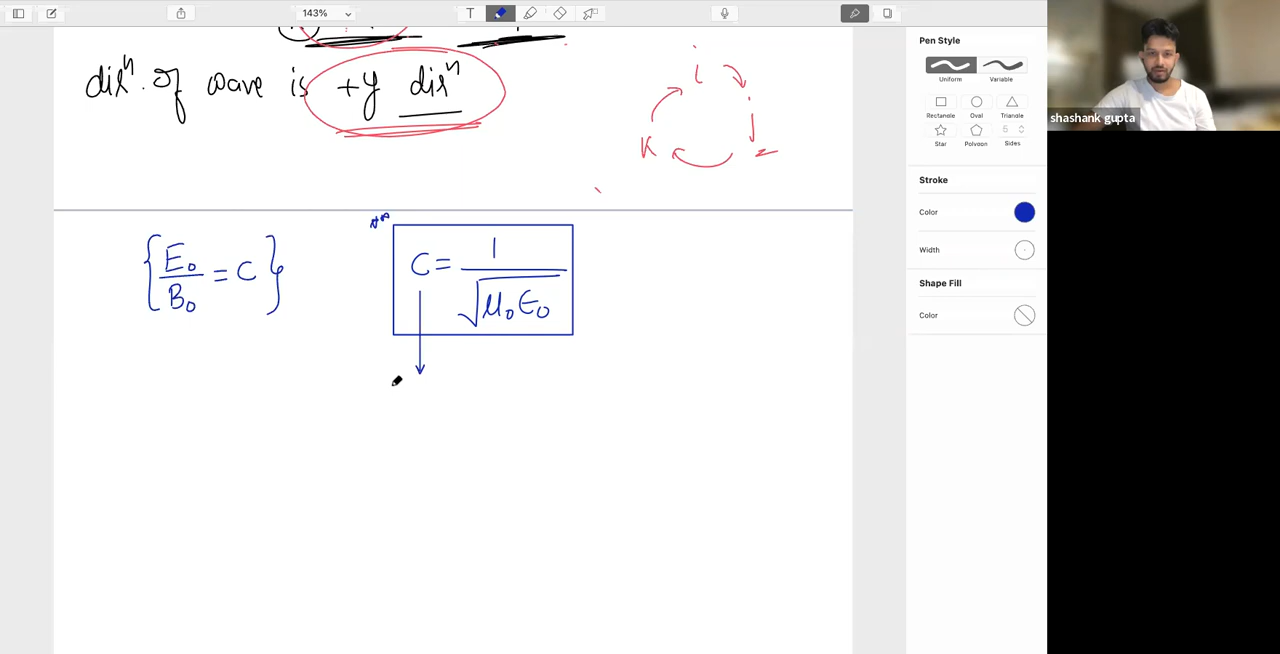 143%
T
Pen Style
Uniform
Variable
Rectangle
Oval
Triangle
Star
Polygon
5
Sides
Stroke
Color
Width
Shape Fill
Color
shashank gupta
dirⁿ. of wave is +y dirⁿ
i
j
K
{E₀/B₀ = C}
C = 1/√μ₀ε₀